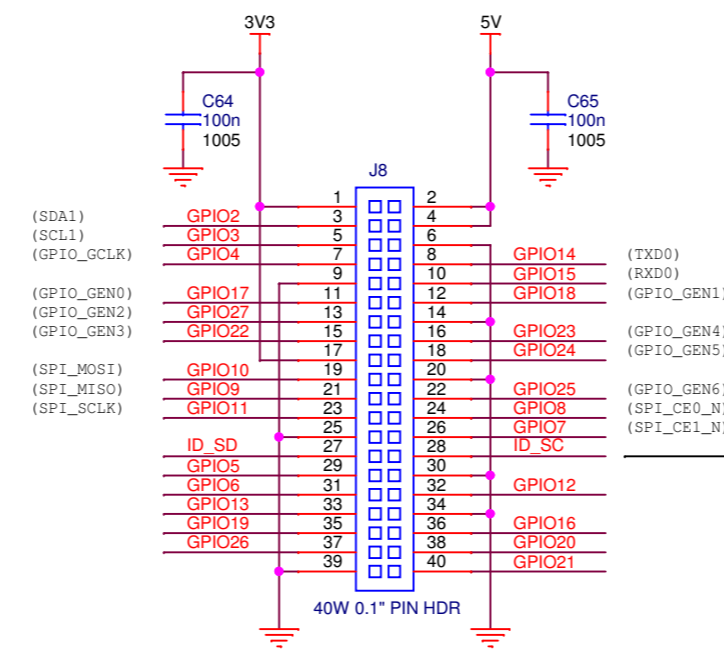 3V3 5V
C64 C65
100n 100n
1005 1005
J8
1 2
(SDA1) GPIO2 3 4
(SCL1) GPIO3 5 6
(GPIO_GCLK) GPIO4 7 8 GPIO14 (TXD0)
9 10 GPIO15 (RXD0)
(GPIO_GEN0) GPIO17 11 12 GPIO18 (GPIO_GEN1)
(GPIO_GEN2) GPIO27 13 14
(GPIO_GEN3) GPIO22 15 16 GPIO23 (GPIO_GEN4)
17 18 GPIO24 (GPIO_GEN5)
(SPI_MOSI) GPIO10 19 20
(SPI_MISO) GPIO9 21 22 GPIO25 (GPIO_GEN6)
(SPI_SCLK) GPIO11 23 24 GPIO8 (SPI_CE0_N)
25 26 GPIO7 (SPI_CE1_N)
ID_SD 27 28 ID_SC
GPIO5 29 30
GPIO6 31 32 GPIO12
GPIO13 33 34
GPIO19 35 36 GPIO16
GPIO26 37 38 GPIO20
39 40 GPIO21
40W 0.1" PIN HDR